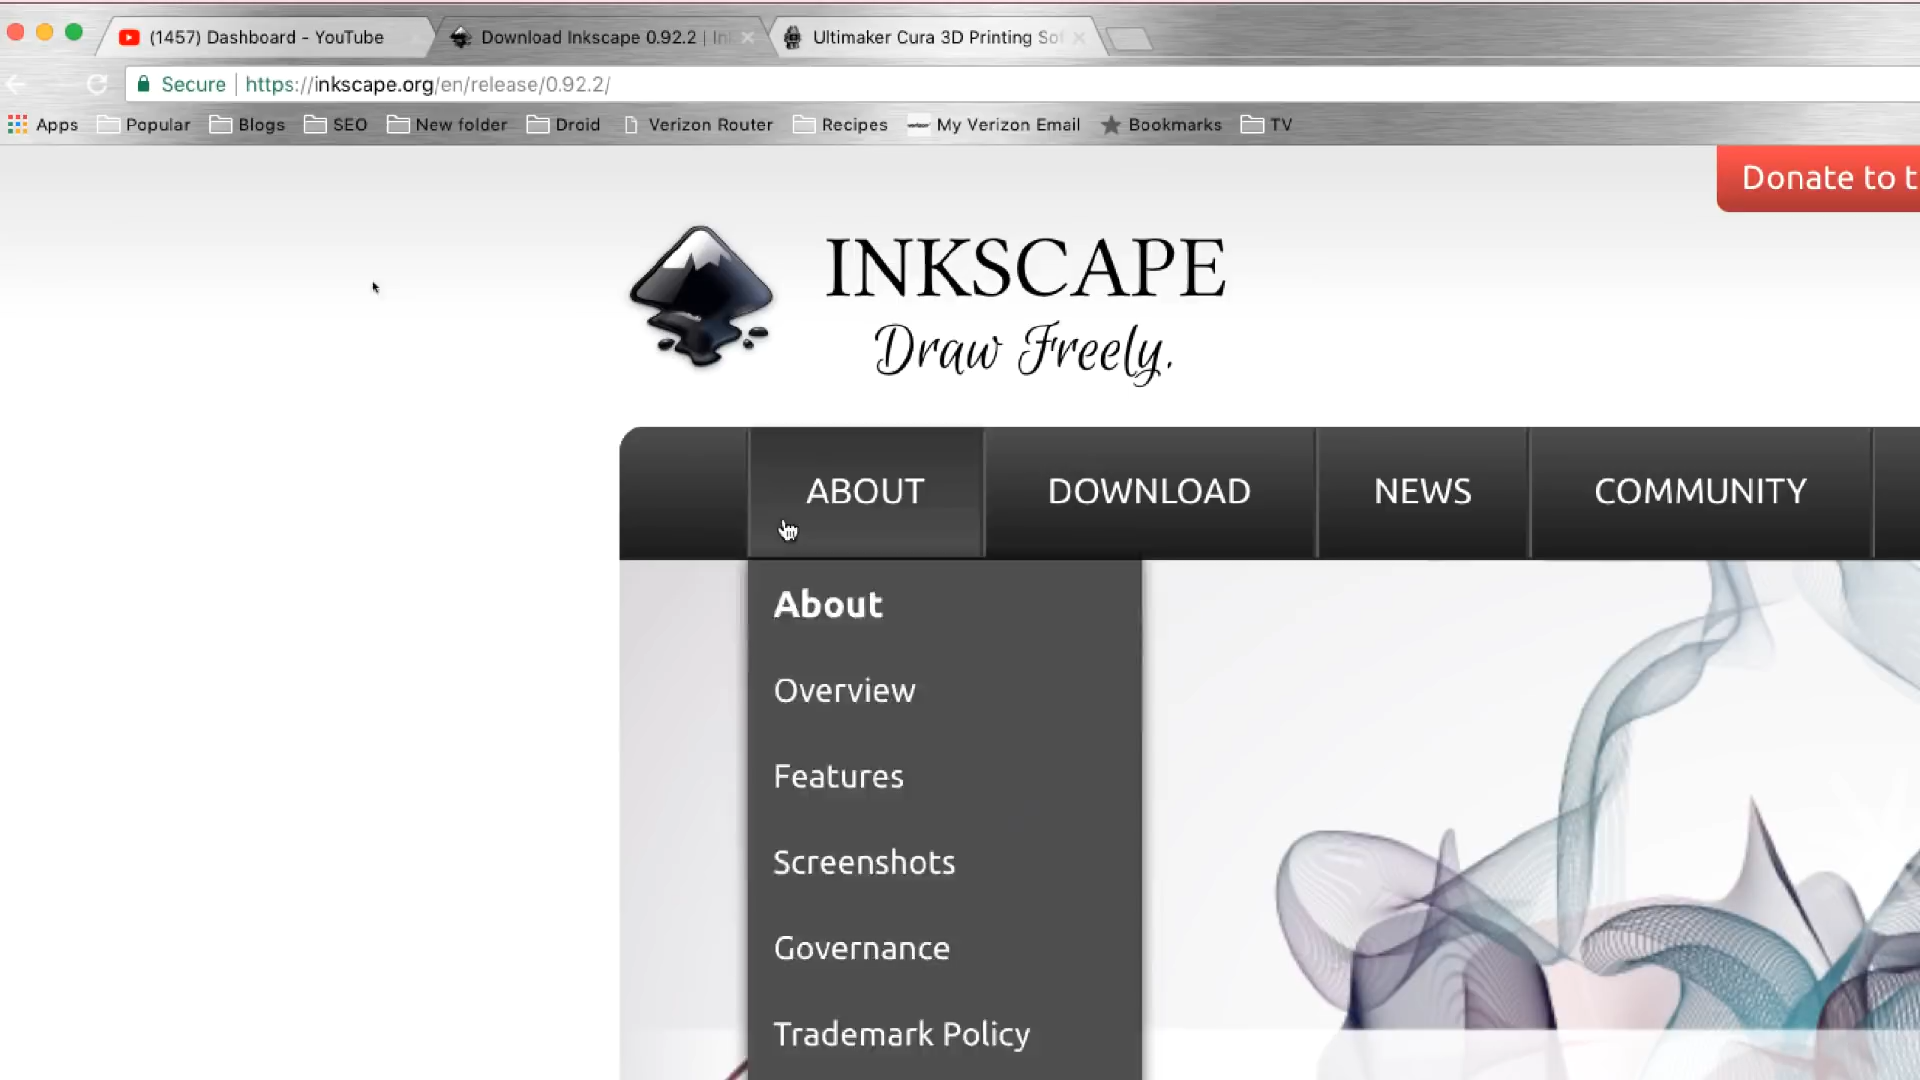 (1457) Dashboard - YouTube
Download Inkscape 0.92.2 | In
Ultimaker Cura 3D Printing So
Secure https://inkscape.org/en/release/0.92.2/
Apps Popular Blogs SEO New folder Droid Verizon Router Recipes My Verizon Email Bookmarks TV
Donate to t
INKSCAPE
Draw Freely.
ABOUT DOWNLOAD NEWS COMMUNITY
About
Overview
Features
Screenshots
Governance
Trademark Policy